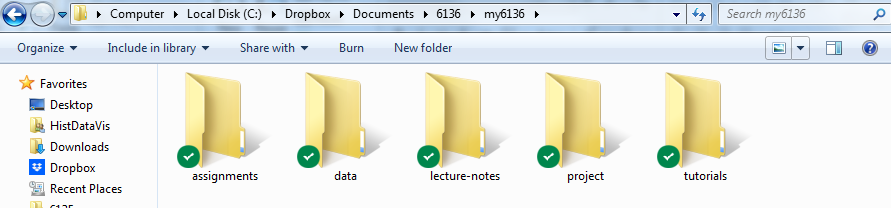 Computer ▸ Local Disk (C:) ▸ Dropbox ▸ Documents ▸ 6136 ▸ my6136 ▸ Search my6136
Organize ▾ Include in library ▾ Share with ▾ Burn New folder
Favorites
Desktop
HistDataVis
Downloads
Dropbox
Recent Places
assignments data lecture-notes project tutorials